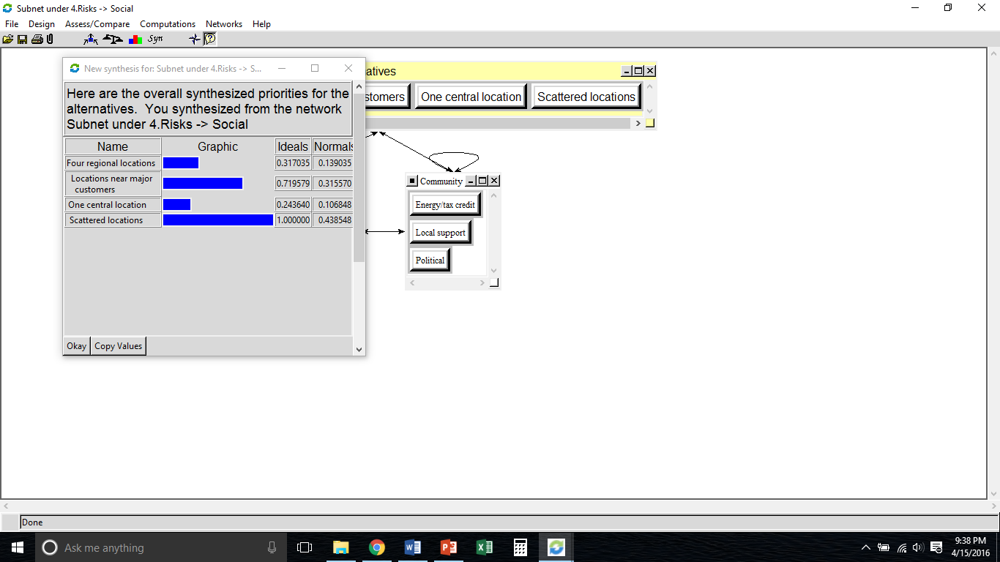 Subnet under 4.Risks -> Social
File Design Assess/Compare Computations Networks Help
Syn
New synthesis for: Subnet under 4.Risks -> S...
Here are the overall synthesized priorities for the
alternatives. You synthesized from the network
Subnet under 4.Risks -> Social
Name Graphic Ideals Normals
Four regional locations 0.317035 0.139035
Locations near major
customers 0.719579 0.315570
One central location 0.243640 0.106848
Scattered locations 1.000000 0.438548
Okay Copy Values
atives
stomers One central location Scattered locations
Community
Energy/tax credit
Local support
Political
Done
Ask me anything
9:38 PM
4/15/2016